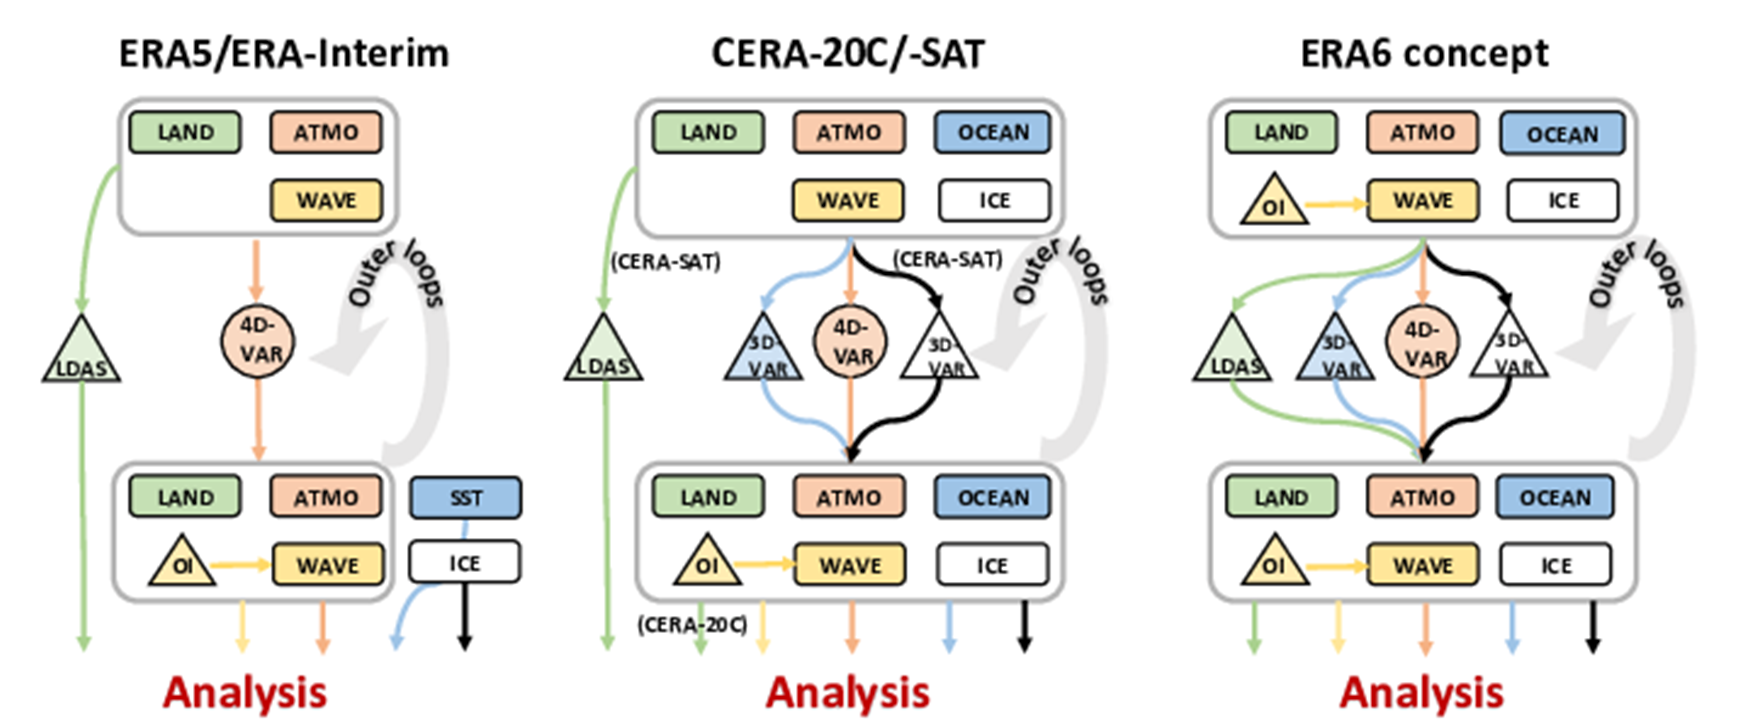 ERA5/ERA-Interim
LAND
ATMO
WAVE
Outer loops
LDAS
4D-
VAR
LAND
ATMO
SST
OI
WAVE
ICE
Analysis
CERA-20C/-SAT
LAND
ATMO
OCEAN
WAVE
ICE
(CERA-SAT)
(CERA-SAT)
Outer loops
LDAS
3D-
VAR
4D-
VAR
3D-
VAR
LAND
ATMO
OCEAN
OI
WAVE
ICE
(CERA-20C)
Analysis
ERA6 concept
LAND
ATMO
OCEAN
OI
WAVE
ICE
Outer loops
LDAS
3D-
VAR
4D-
VAR
3D-
VAR
LAND
ATMO
OCEAN
OI
WAVE
ICE
Analysis